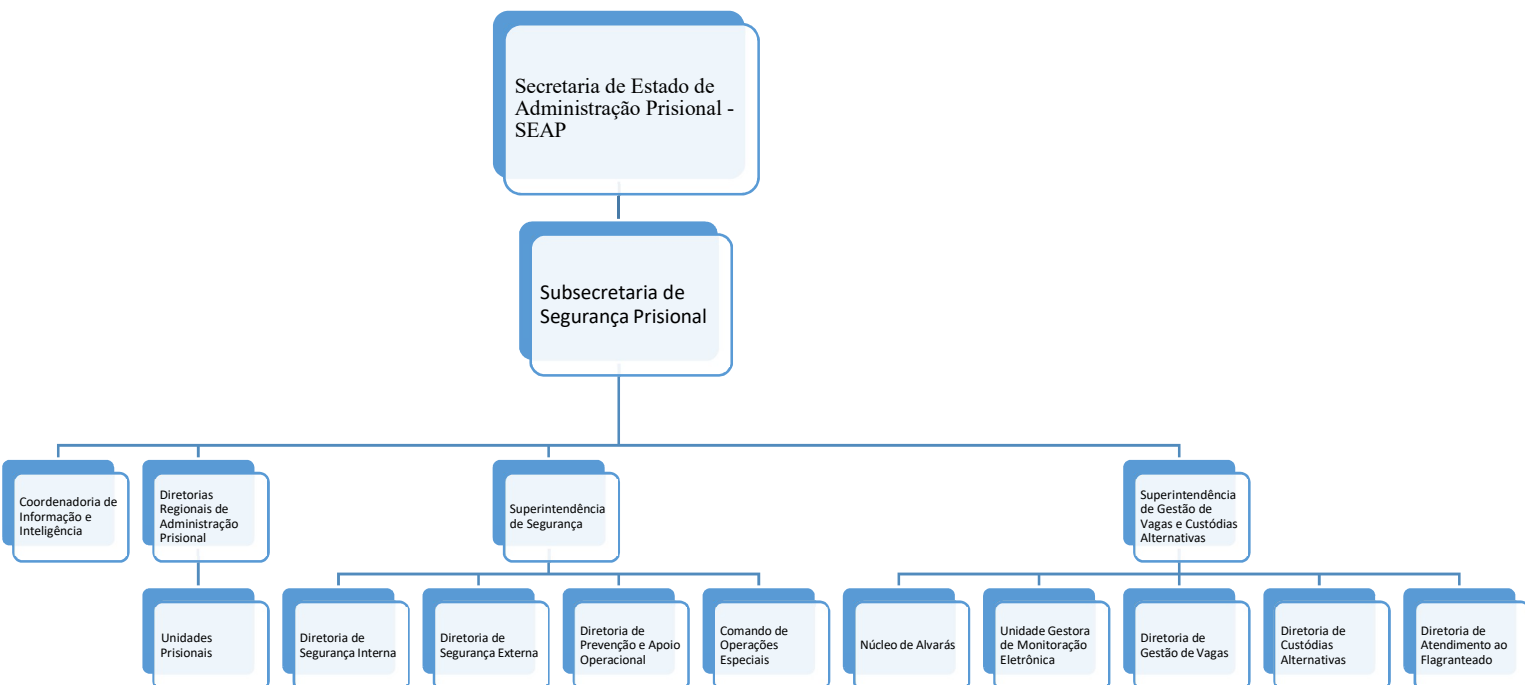 Secretaria de Estado de
Administração Prisional -
SEAP
Subsecretaria de
Segurança Prisional
Coordenadoria de
Informação e
Inteligência
Diretorias
Regionais de
Administração
Prisional
Superintendência
de Segurança
Superintendência
de Gestão de
Vagas e Custódias
Alternativas
Unidades
Prisionais
Diretoria de
Segurança Interna
Diretoria de
Segurança Externa
Diretoria de
Prevenção e Apoio
Operacional
Comando de
Operações
Especiais
Núcleo de Alvarás
Unidade Gestora
de Monitoração
Eletrônica
Diretoria de
Gestão de Vagas
Diretoria de
Custódias
Alternativas
Diretoria de
Atendimento ao
Flagranteado